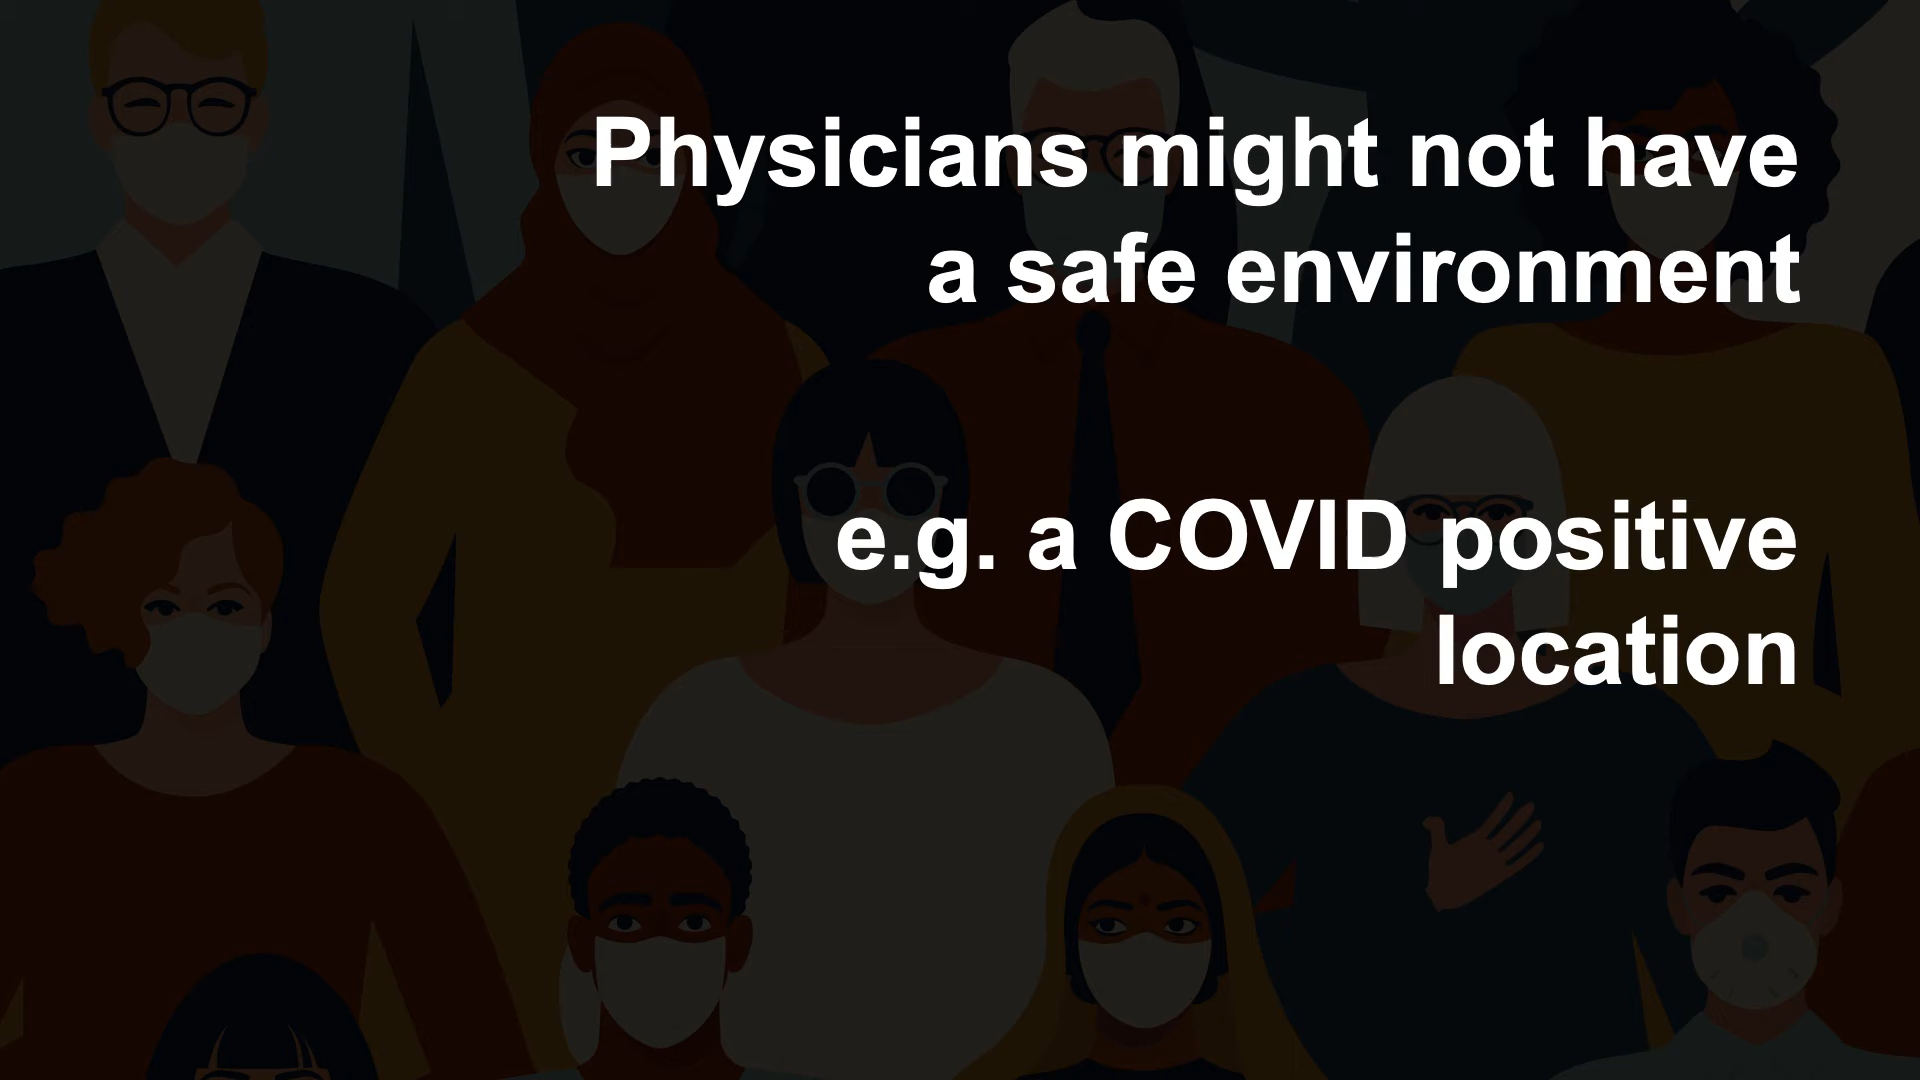 Physicians might not have
a safe environment
e.g. a COVID positive
location